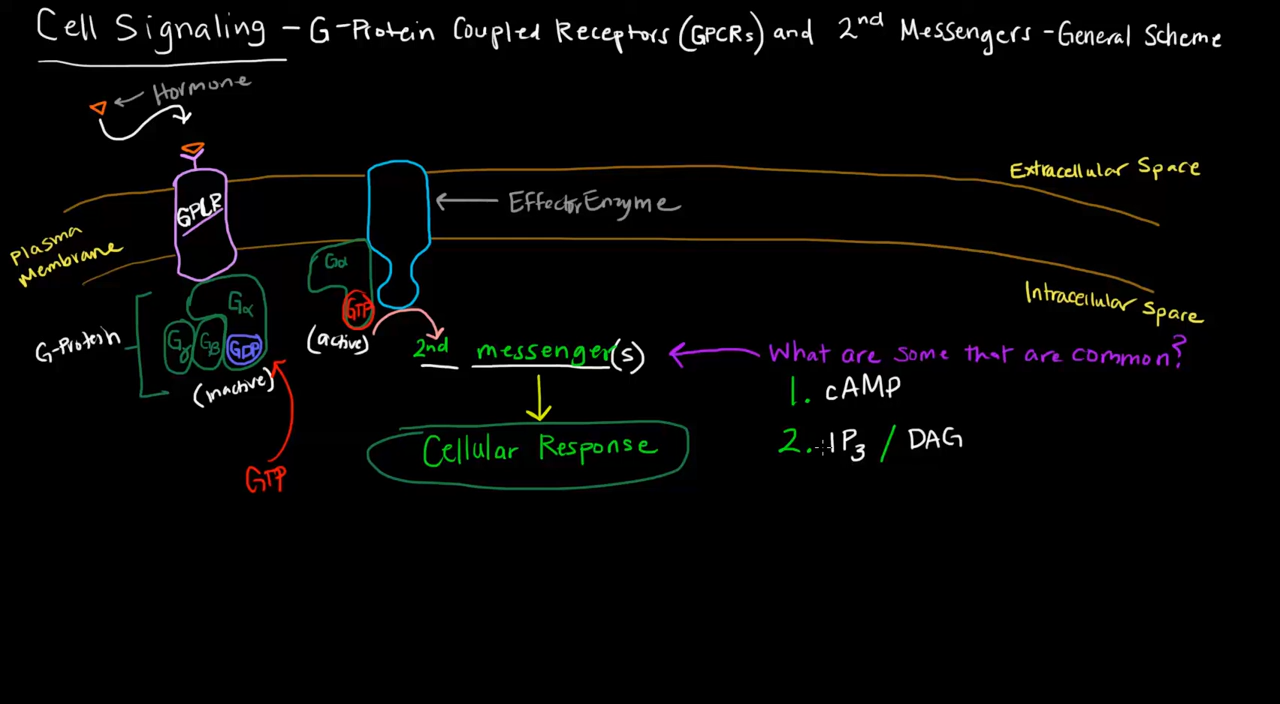 Cell Signaling - G-Protein Coupled Receptors (GPCRs) and 2nd Messengers - General Scheme
Hormone
Extracellular Space
GPCR
Effector Enzyme
Plasma
Membrane
Gα
Intracellular Space
Gα
GTP
G-Protein
Gγ
Gβ
GDP
(active)
2nd messenger(s)
What are some that are common?
(inactive)
1. cAMP
Cellular Response
2. IP3 / DAG
GTP